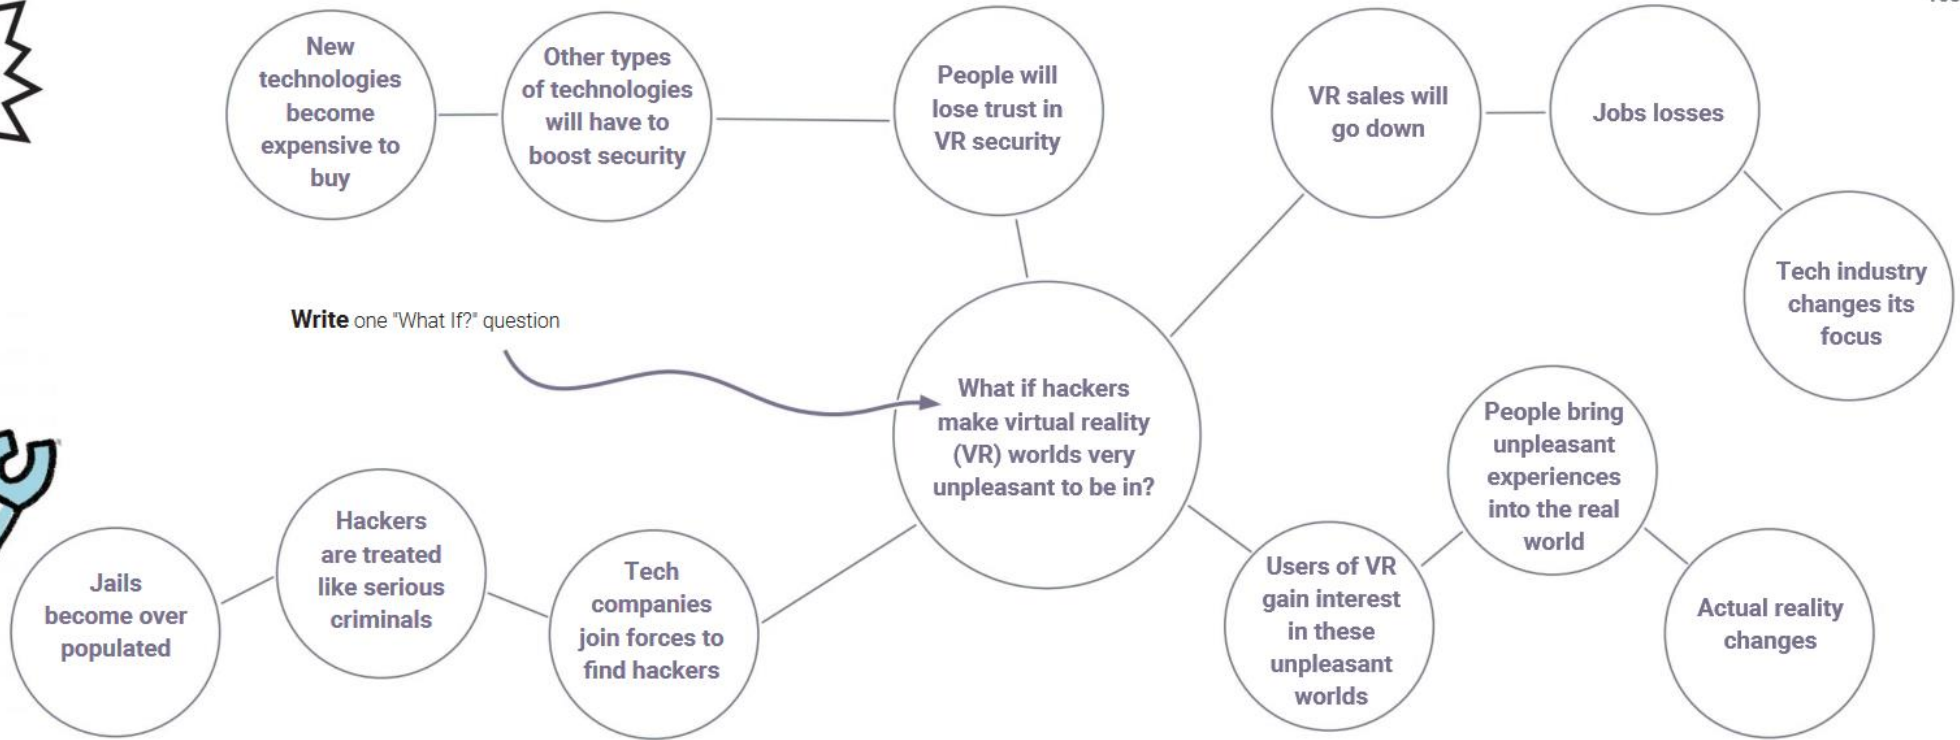 New
technologies
become
expensive to
buy
Other types
of technologies
will have to
boost security
People will
lose trust in
VR security
VR sales will
go down
Jobs losses
Tech industry
changes its
focus
Write one "What If?" question
What if hackers
make virtual reality
(VR) worlds very
unpleasant to be in?
People bring
unpleasant
experiences
into the real
world
Users of VR
gain interest
in these
unpleasant
worlds
Actual reality
changes
Tech
companies
join forces to
find hackers
Hackers
are treated
like serious
criminals
Jails
become over
populated